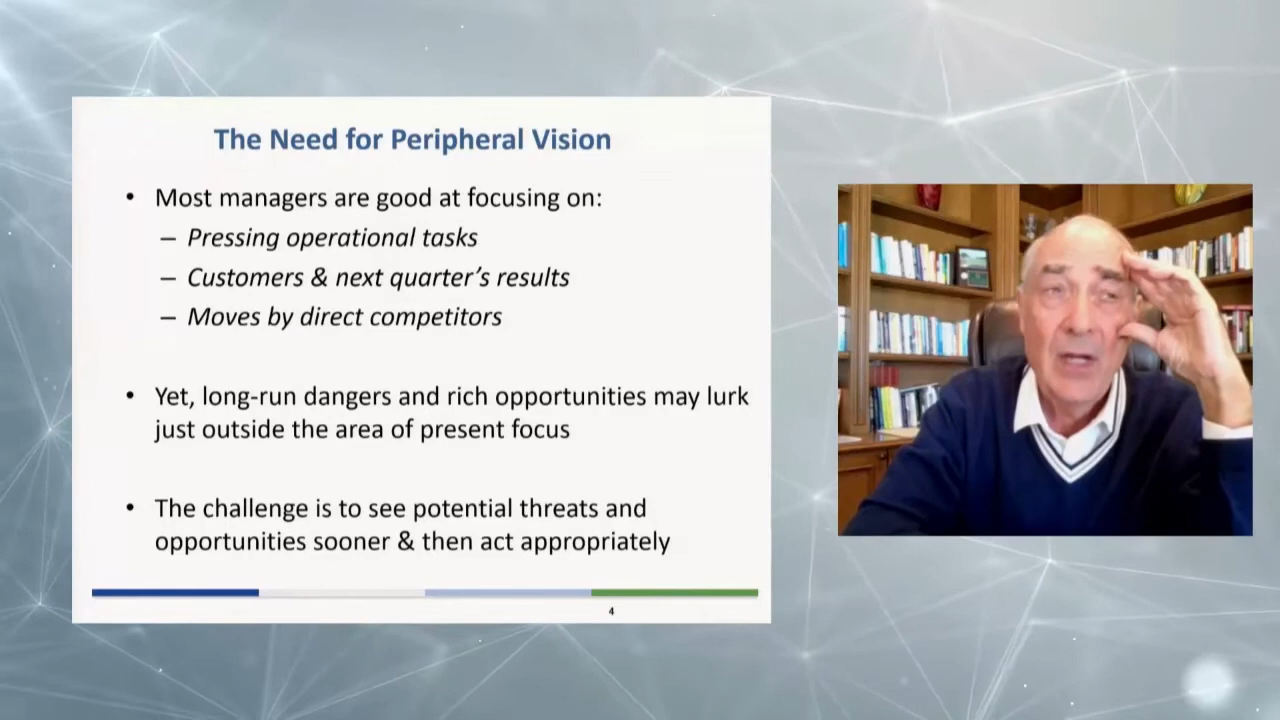 The Need for Peripheral Vision
• Most managers are good at focusing on:
– Pressing operational tasks
– Customers & next quarter’s results
– Moves by direct competitors
• Yet, long-run dangers and rich opportunities may lurk
just outside the area of present focus
• The challenge is to see potential threats and
opportunities sooner & then act appropriately
4